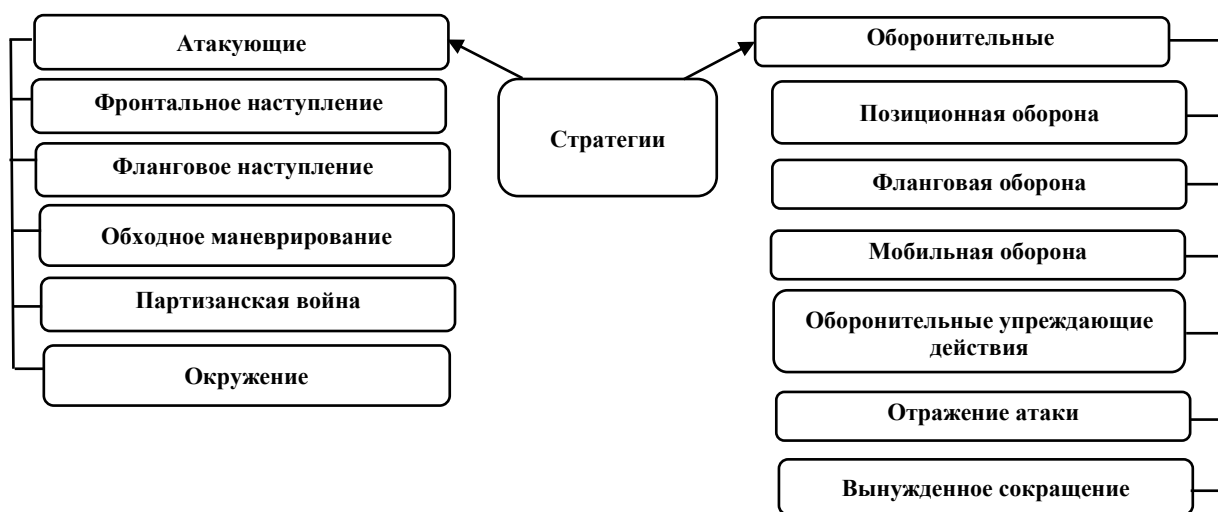 Стратегии
Атакующие
Фронтальное наступление
Фланговое наступление
Обходное маневрирование
Партизанская война
Окружение
Оборонительные
Позиционная оборона
Фланговая оборона
Мобильная оборона
Оборонительные упреждающие
действия
Отражение атаки
Вынужденное сокращение